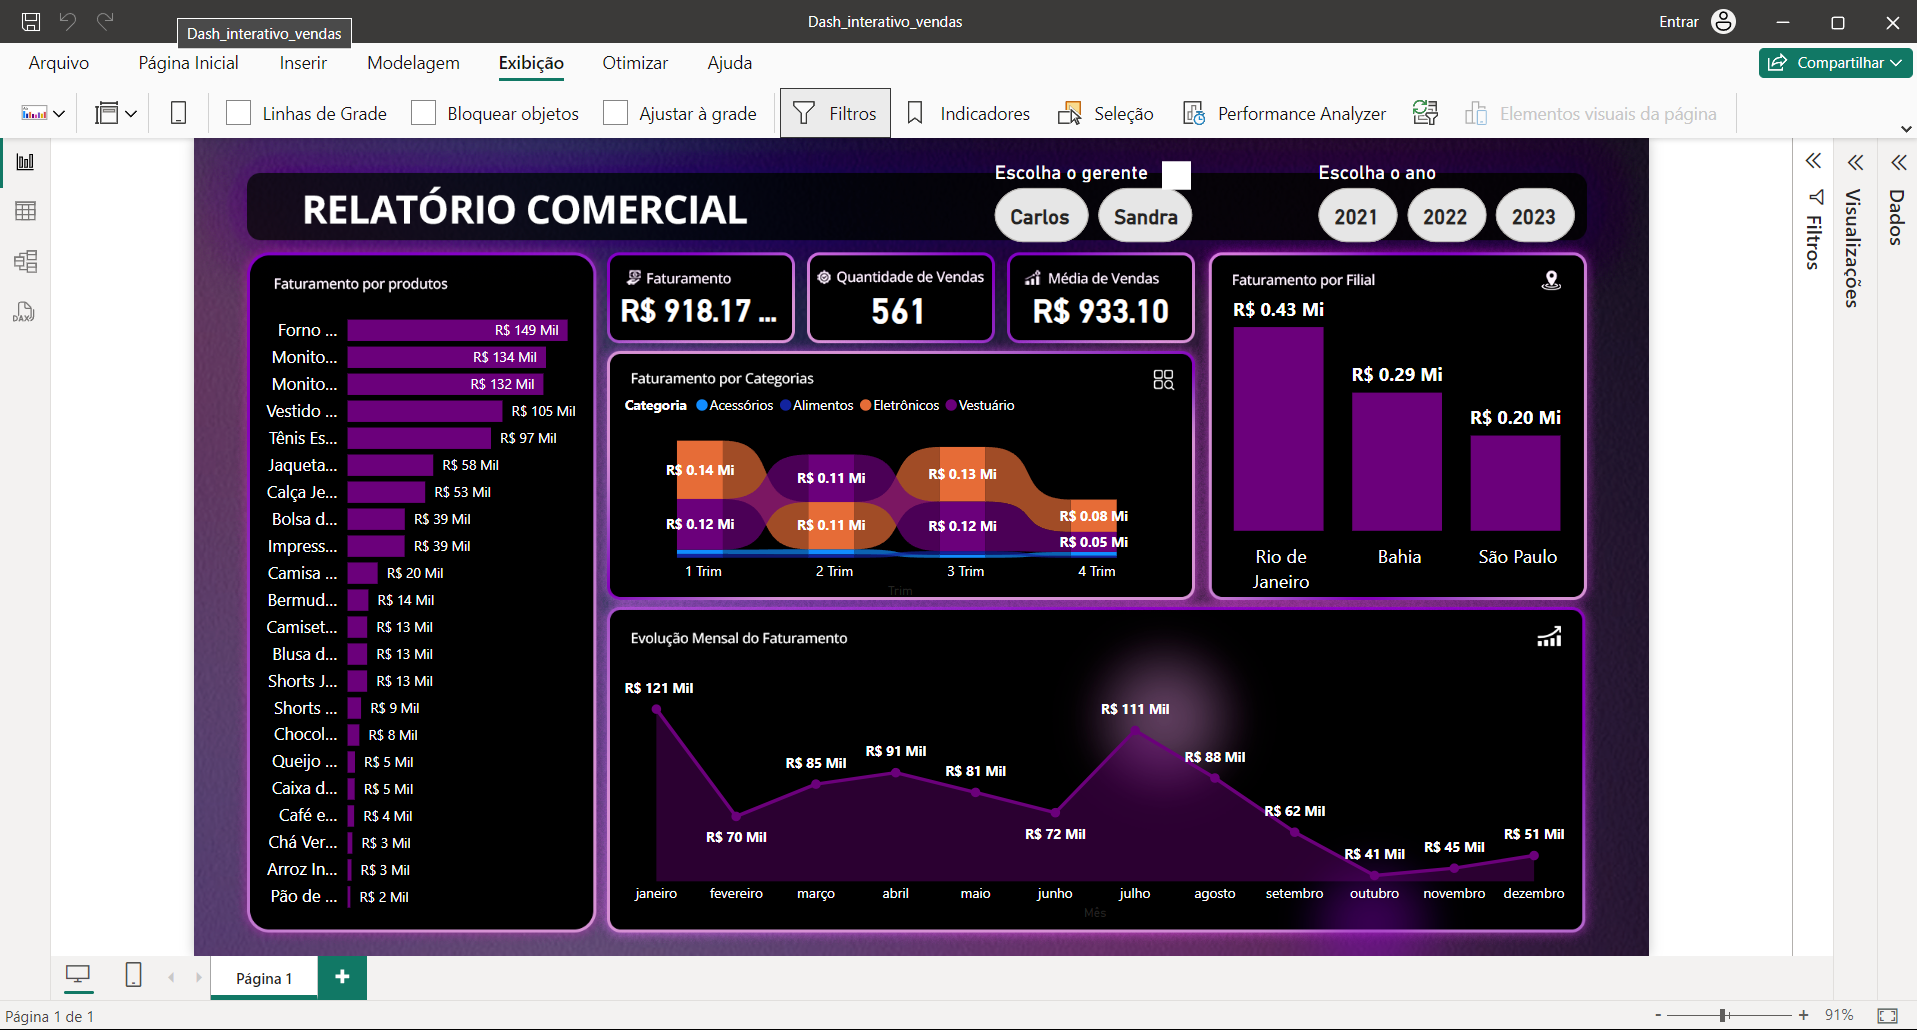 Dash_interativo_vendas
Entrar
Dash_interativo_vendas
Arquivo Página Inicial Inserir Modelagem Exibição Otimizar Ajuda
Compartilhar
Linhas de Grade Bloquear objetos Ajustar à grade Filtros Indicadores Seleção Performance Analyzer Elementos visuais da página
DAX
RELATÓRIO COMERCIAL
Escolha o gerente
Carlos Sandra
Escolha o ano
2021 2022 2023
Filtros
Visualizações
Dados
Faturamento por produtos
Forno ... R$ 149 Mil
Monito... R$ 134 Mil
Monito... R$ 132 Mil
Vestido ... R$ 105 Mil
Tênis Es... R$ 97 Mil
Jaqueta... R$ 58 Mil
Calça Je... R$ 53 Mil
Bolsa d... R$ 39 Mil
Impress... R$ 39 Mil
Camisa ... R$ 20 Mil
Bermud... R$ 14 Mil
Camiset... R$ 13 Mil
Blusa d... R$ 13 Mil
Shorts J... R$ 13 Mil
Shorts ... R$ 9 Mil
Chocol... R$ 8 Mil
Queijo ... R$ 5 Mil
Caixa d... R$ 5 Mil
Café e... R$ 4 Mil
Chá Ver... R$ 3 Mil
Arroz In... R$ 3 Mil
Pão de ... R$ 2 Mil
Faturamento
R$ 918.17 ...
Quantidade de Vendas
561
Média de Vendas
R$ 933.10
Faturamento por Categorias
Categoria Acessórios Alimentos Eletrônicos Vestuário
R$ 0.14 Mi R$ 0.11 Mi R$ 0.13 Mi R$ 0.08 Mi
R$ 0.12 Mi R$ 0.11 Mi R$ 0.12 Mi R$ 0.05 Mi
1 Trim 2 Trim 3 Trim 4 Trim
Trim
Faturamento por Filial
R$ 0.43 Mi
R$ 0.29 Mi
R$ 0.20 Mi
Rio de Janeiro Bahia São Paulo
Evolução Mensal do Faturamento
R$ 121 Mil R$ 70 Mil R$ 85 Mil R$ 91 Mil R$ 81 Mil R$ 72 Mil R$ 111 Mil R$ 88 Mil R$ 62 Mil R$ 41 Mil R$ 45 Mil R$ 51 Mil
janeiro fevereiro março abril maio junho julho agosto setembro outubro novembro dezembro
Mês
Página 1 +
Página 1 de 1
- + 91%